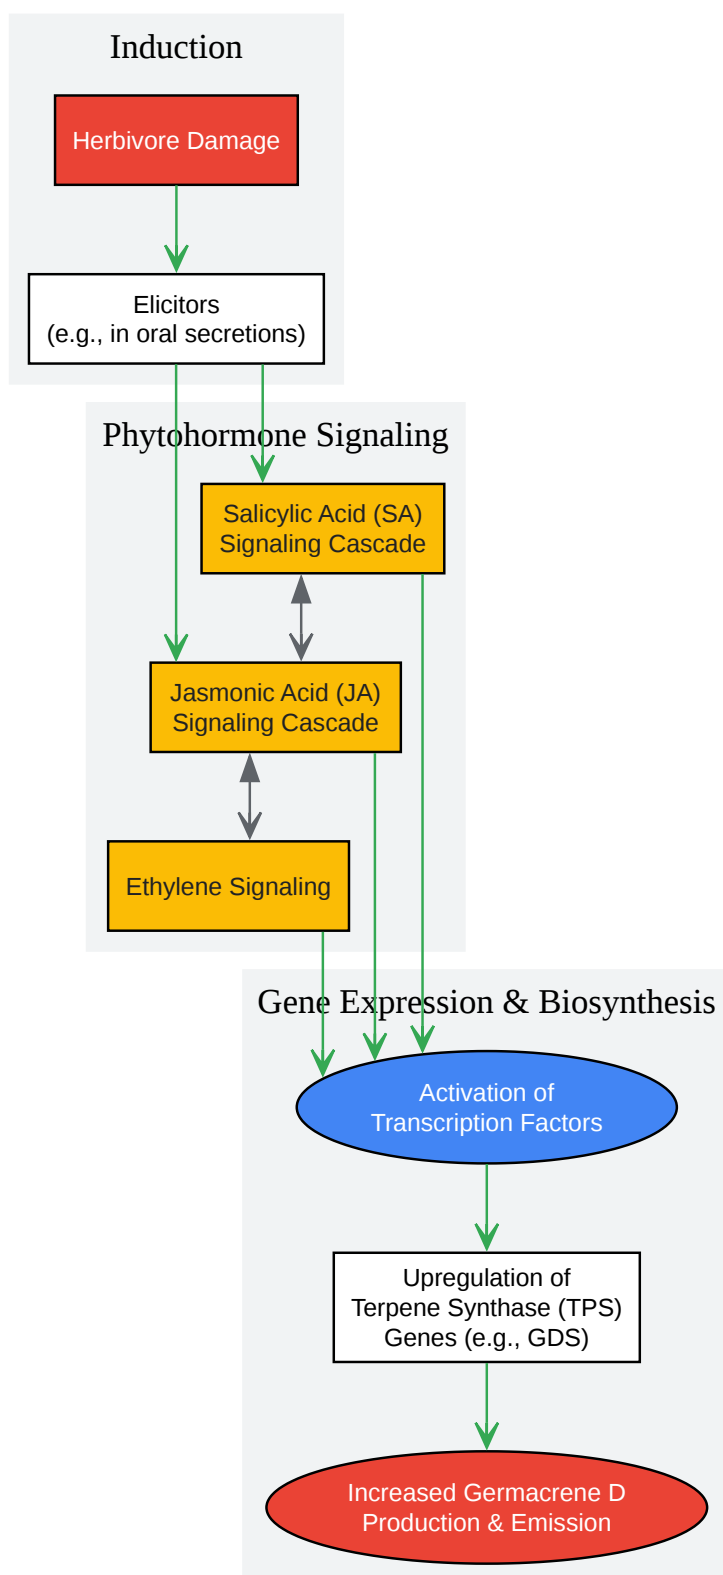 Induction
Herbivore Damage
Elicitors
(e.g., in oral secretions)
Phytohormone Signaling
Salicylic Acid (SA)
Signaling Cascade
Jasmonic Acid (JA)
Signaling Cascade
Ethylene Signaling
Gene Expression & Biosynthesis
Activation of
Transcription Factors
Upregulation of
Terpene Synthase (TPS)
Genes (e.g., GDS)
Increased Germacrene D
Production & Emission